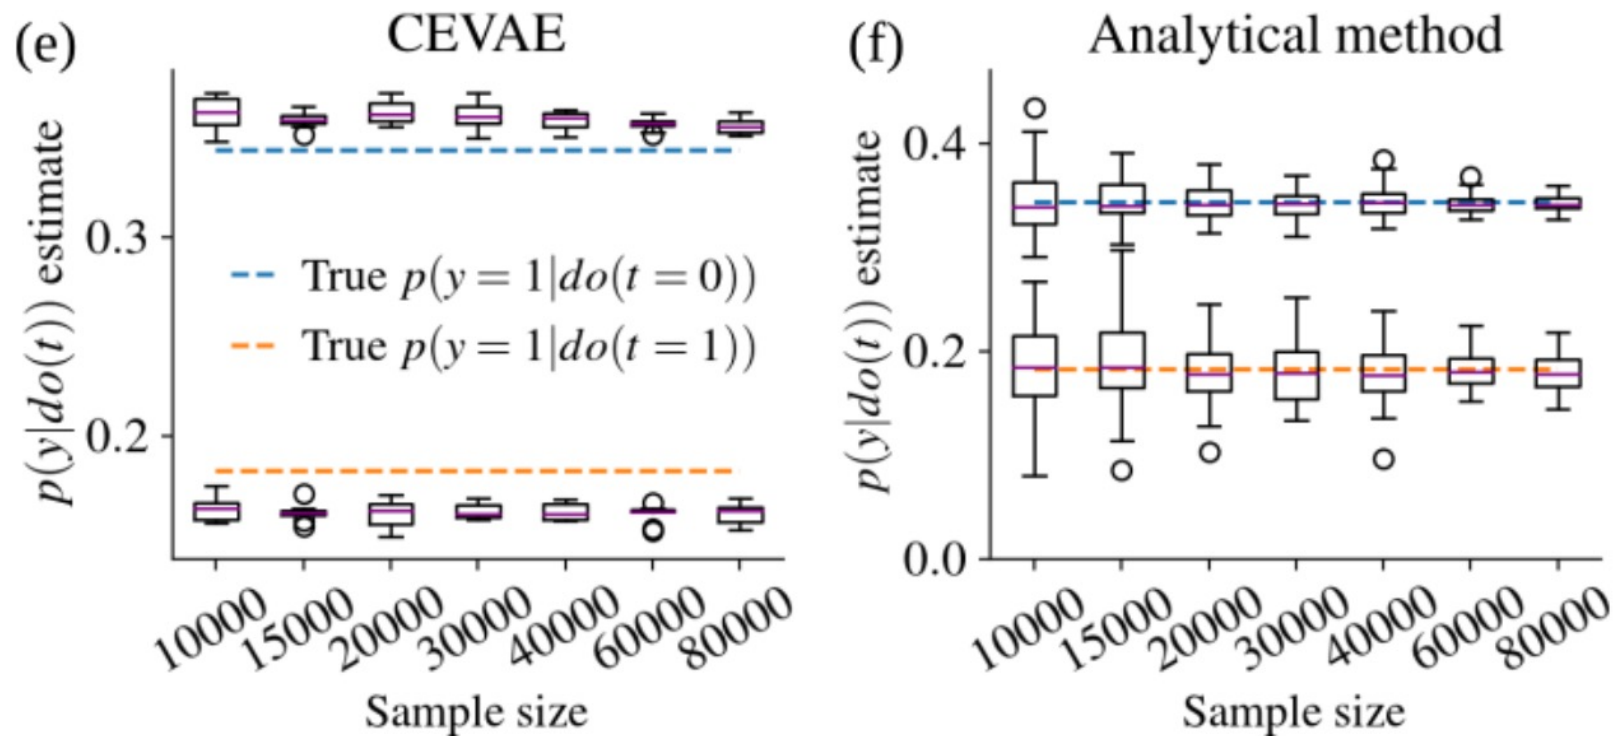 (e) CEVAE
p(y|do(t)) estimate
0.3
0.2
True p(y = 1|do(t = 0))
True p(y = 1|do(t = 1))
10000 15000 20000 30000 40000 60000 80000
Sample size
(f) Analytical method
p(y|do(t)) estimate
0.4
0.2
0.0
10000 15000 20000 30000 40000 60000 80000
Sample size